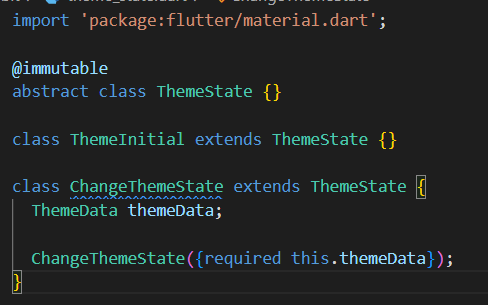 import 'package:flutter/material.dart';
@immutable
abstract class ThemeState {}
class ThemeInitial extends ThemeState {}
class ChangeThemeState extends ThemeState {
ThemeData themeData;
ChangeThemeState({required this.themeData});
}